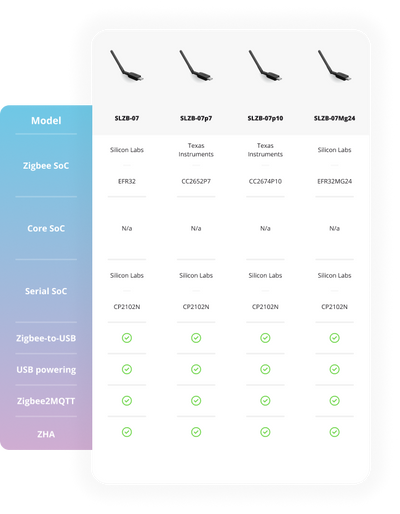 SLZB-07 SLZB-07p7 SLZB-07p10 SLZB-07Mg24
Model
Zigbee SoC
Silicon Labs Texas Instruments Texas Instruments Silicon Labs
EFR32 CC2652P7 CC2674P10 EFR32MG24
Core SoC N/a N/a N/a N/a
Serial SoC
Silicon Labs Silicon Labs Silicon Labs Silicon Labs
CP2102N CP2102N CP2102N CP2102N
Zigbee-to-USB
USB powering
Zigbee2MQTT
ZHA